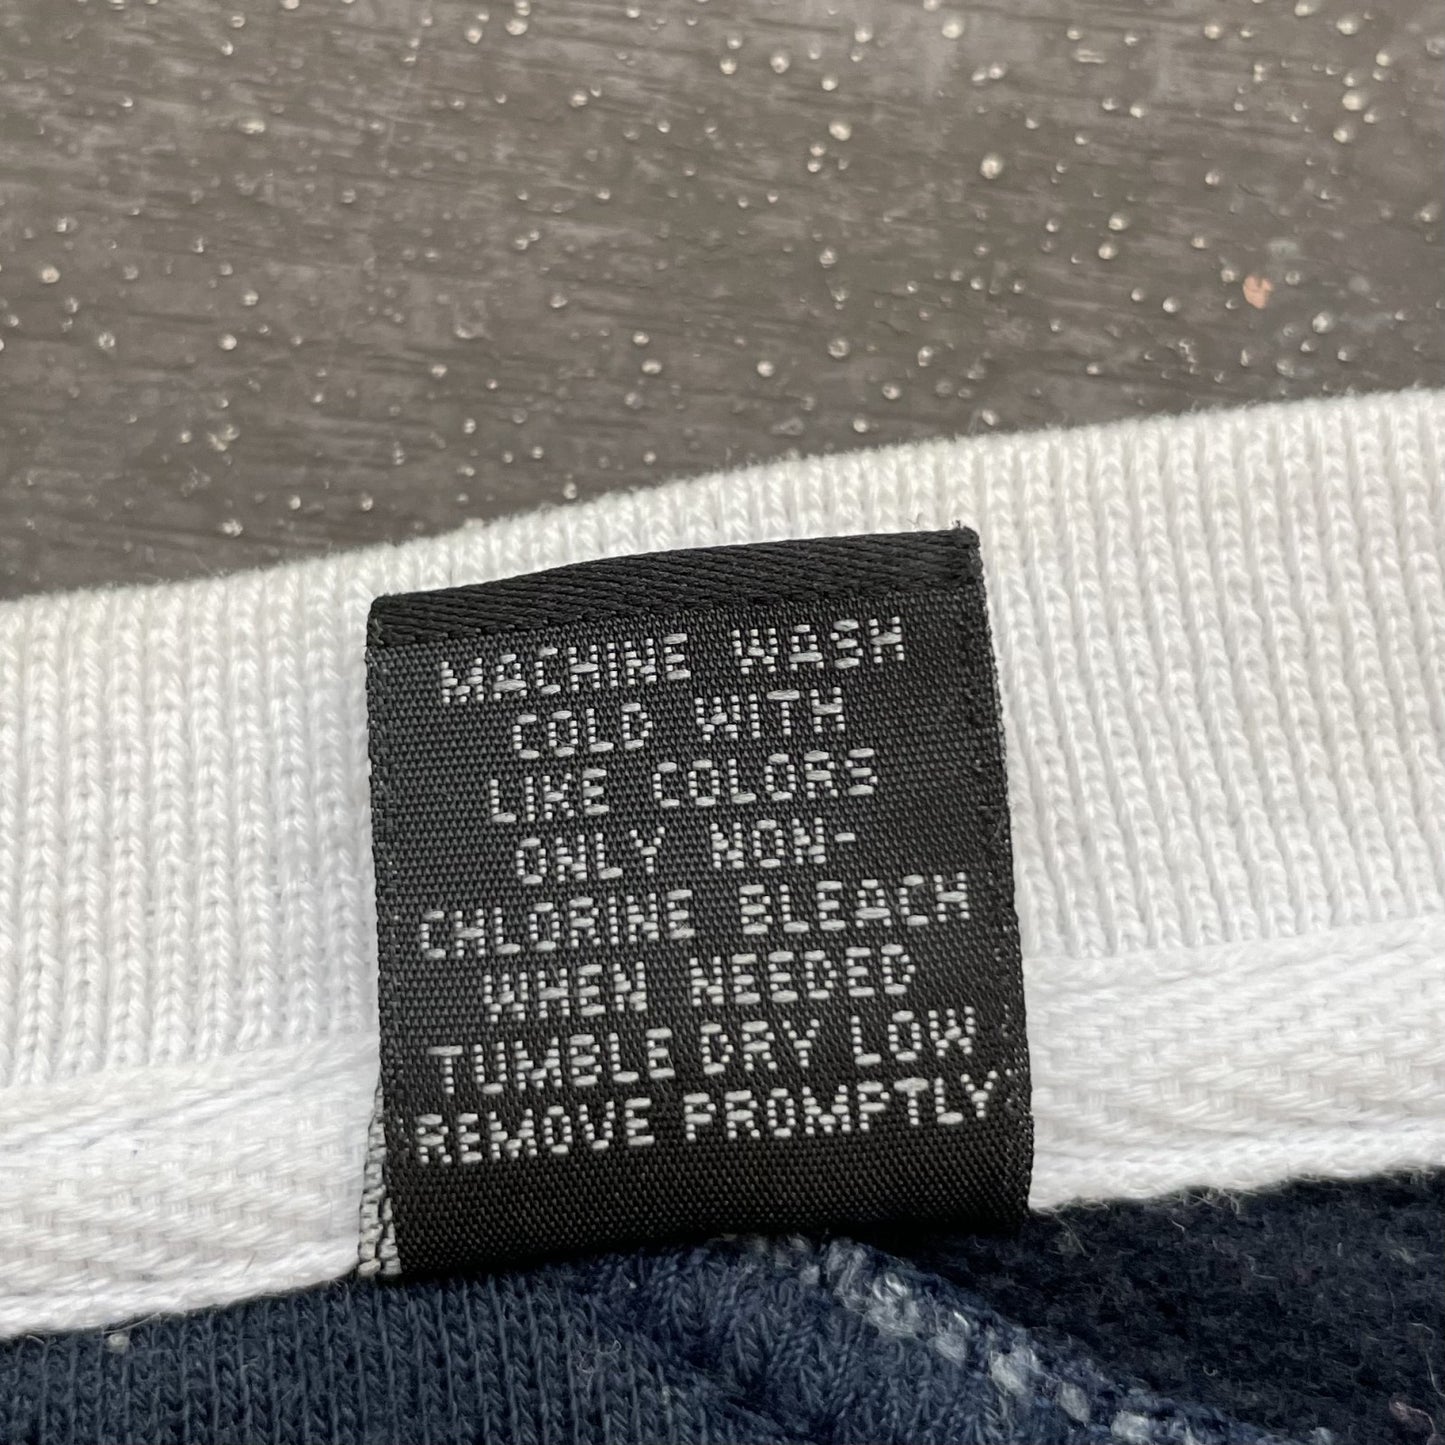 MACHINE WASH
COLD WITH
LIKE COLORS
ONLY NON-
CHLORINE BLEACH
WHEN NEEDED
TUMBLE DRY LOW
REMOVE PROMPTLY